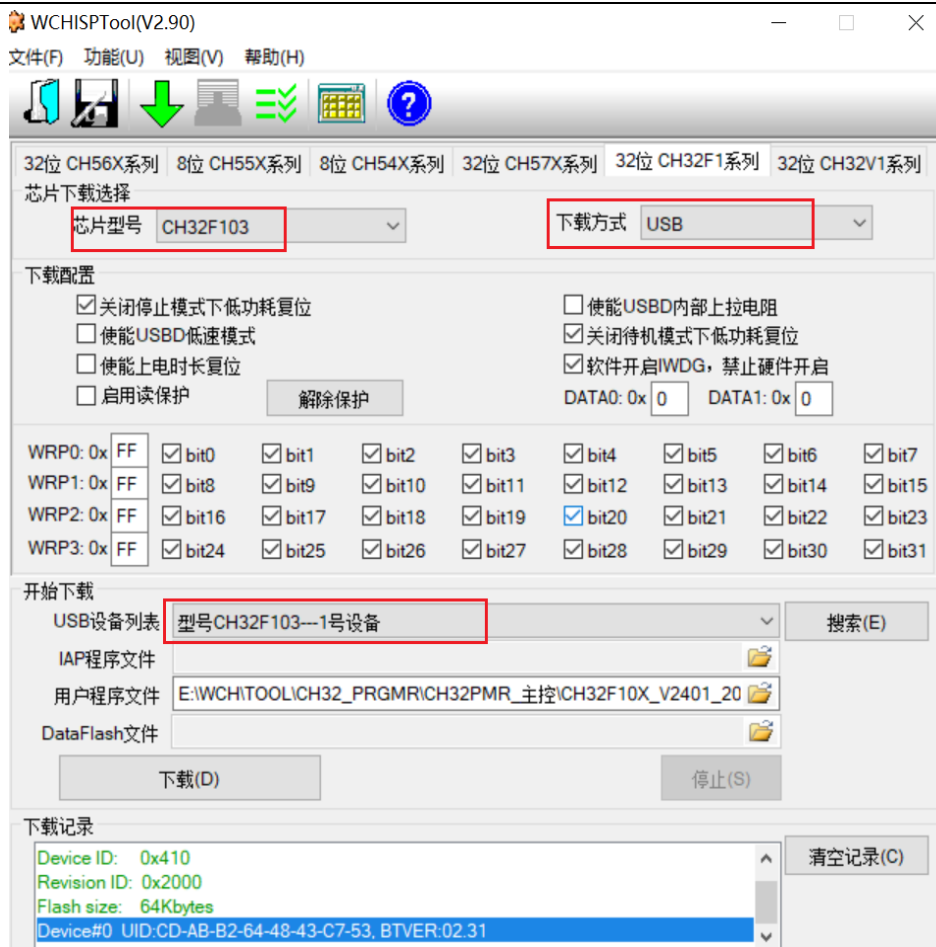 WCHISPTool(V2.90)
文件(F) 功能(U) 视图(V) 帮助(H)
32位 CH56X系列 8位 CH55X系列 8位 CH54X系列 32位 CH57X系列 32位 CH32F1系列 32位 CH32V1系列
芯片下载选择
芯片型号 CH32F103 下载方式 USB
下载配置
关闭停止模式下低功耗复位 使能USBD内部上拉电阻
使能USBD低速模式 关闭待机模式下低功耗复位
使能上电时长复位 软件开启IWDG，禁止硬件开启
启用读保护 解除保护 DATA0: 0x 0 DATA1: 0x 0
WRP0: 0x FF bit0 bit1 bit2 bit3 bit4 bit5 bit6 bit7
WRP1: 0x FF bit8 bit9 bit10 bit11 bit12 bit13 bit14 bit15
WRP2: 0x FF bit16 bit17 bit18 bit19 bit20 bit21 bit22 bit23
WRP3: 0x FF bit24 bit25 bit26 bit27 bit28 bit29 bit30 bit31
开始下载
USB设备列表 型号CH32F103---1号设备 搜索(E)
IAP程序文件
用户程序文件 E:\WCH\TOOL\CH32_PRGMR\CH32PMR_主控\CH32F10X_V2401_20
DataFlash文件
下载(D) 停止(S)
下载记录
清空记录(C)
Device ID: 0x410
Revision ID: 0x2000
Flash size: 64Kbytes
Device#0 UID:CD-AB-B2-64-48-43-C7-53, BTVER:02.31